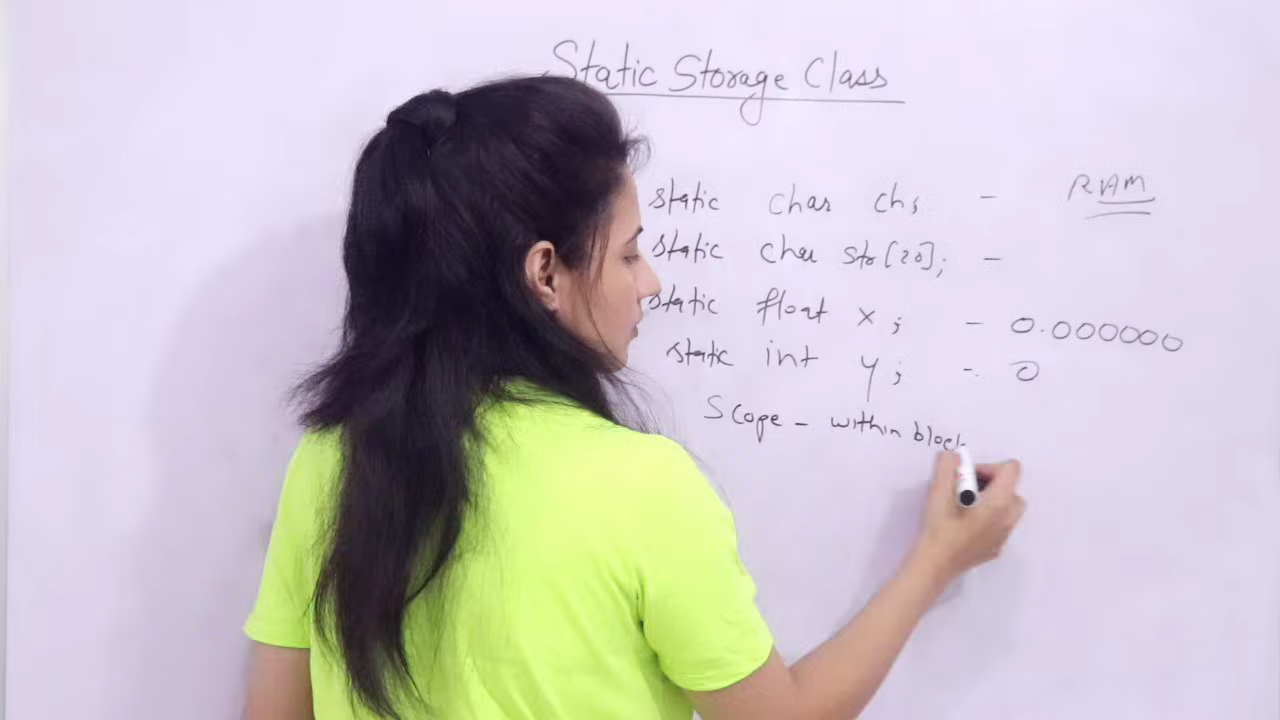 Static Storage Class
static char ch; - RAM
static char str[20]; -
static float x; - 0.000000
static int y; - 0
Scope - within block